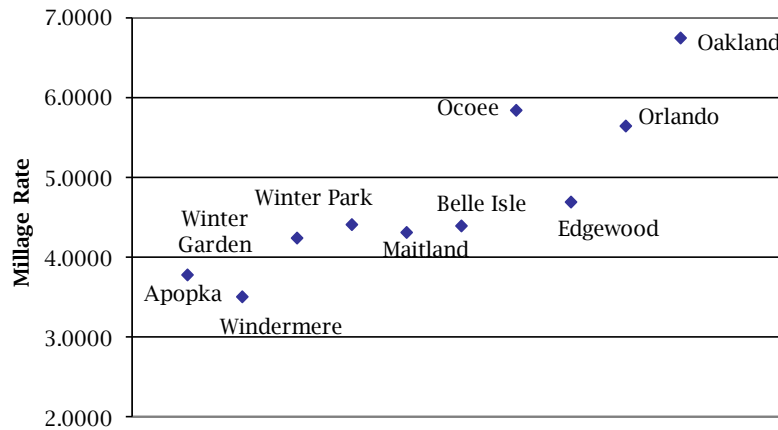 7.0000
Oakland
6.0000
Ocoee
Orlando
5.0000
Winter Park
Belle Isle
Winter
Garden
Edgewood
Maitland
4.0000
Apopka
Windermere
3.0000
2.0000
Millage Rate